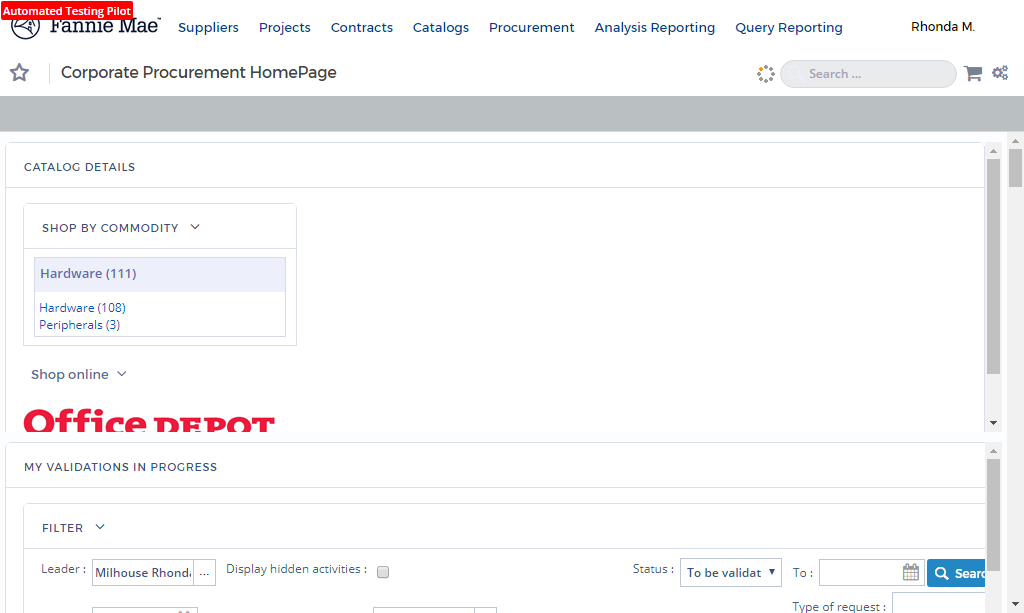 Automated Testing Pilot
Fannie Mae
Suppliers Projects Contracts Catalogs Procurement Analysis Reporting Query Reporting Rhonda M.
Corporate Procurement HomePage
Search ...
CATALOG DETAILS
SHOP BY COMMODITY
Hardware (111)
Hardware (108)
Peripherals (3)
Shop online
Office DEPOT
MY VALIDATIONS IN PROGRESS
FILTER
Leader : Milhouse Rhonda ... Display hidden activities : Status : To be validat To : Searc
Type of request :